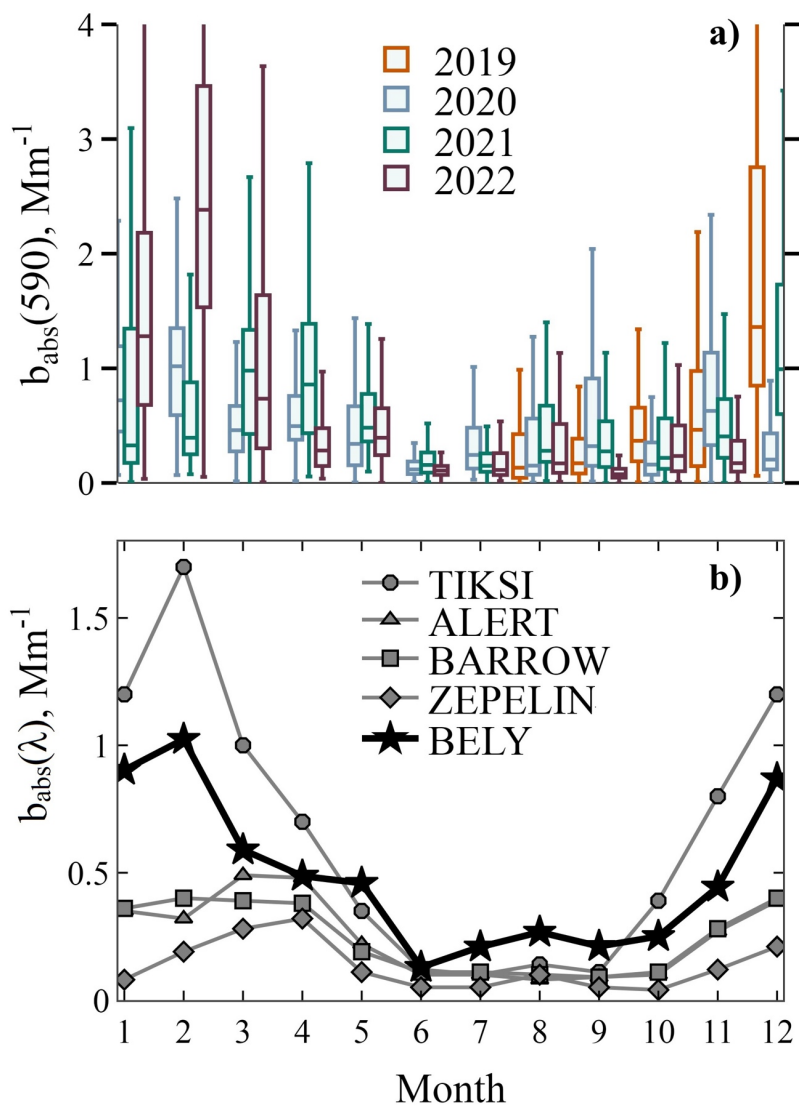 a)
4
3
2
1
0
b_abs(590), Mm^-1
2019
2020
2021
2022
b)
1.5
1
0.5
0
b_abs(λ), Mm^-1
TIKSI
ALERT
BARROW
ZEPELIN
BELY
1 2 3 4 5 6 7 8 9 10 11 12
Month